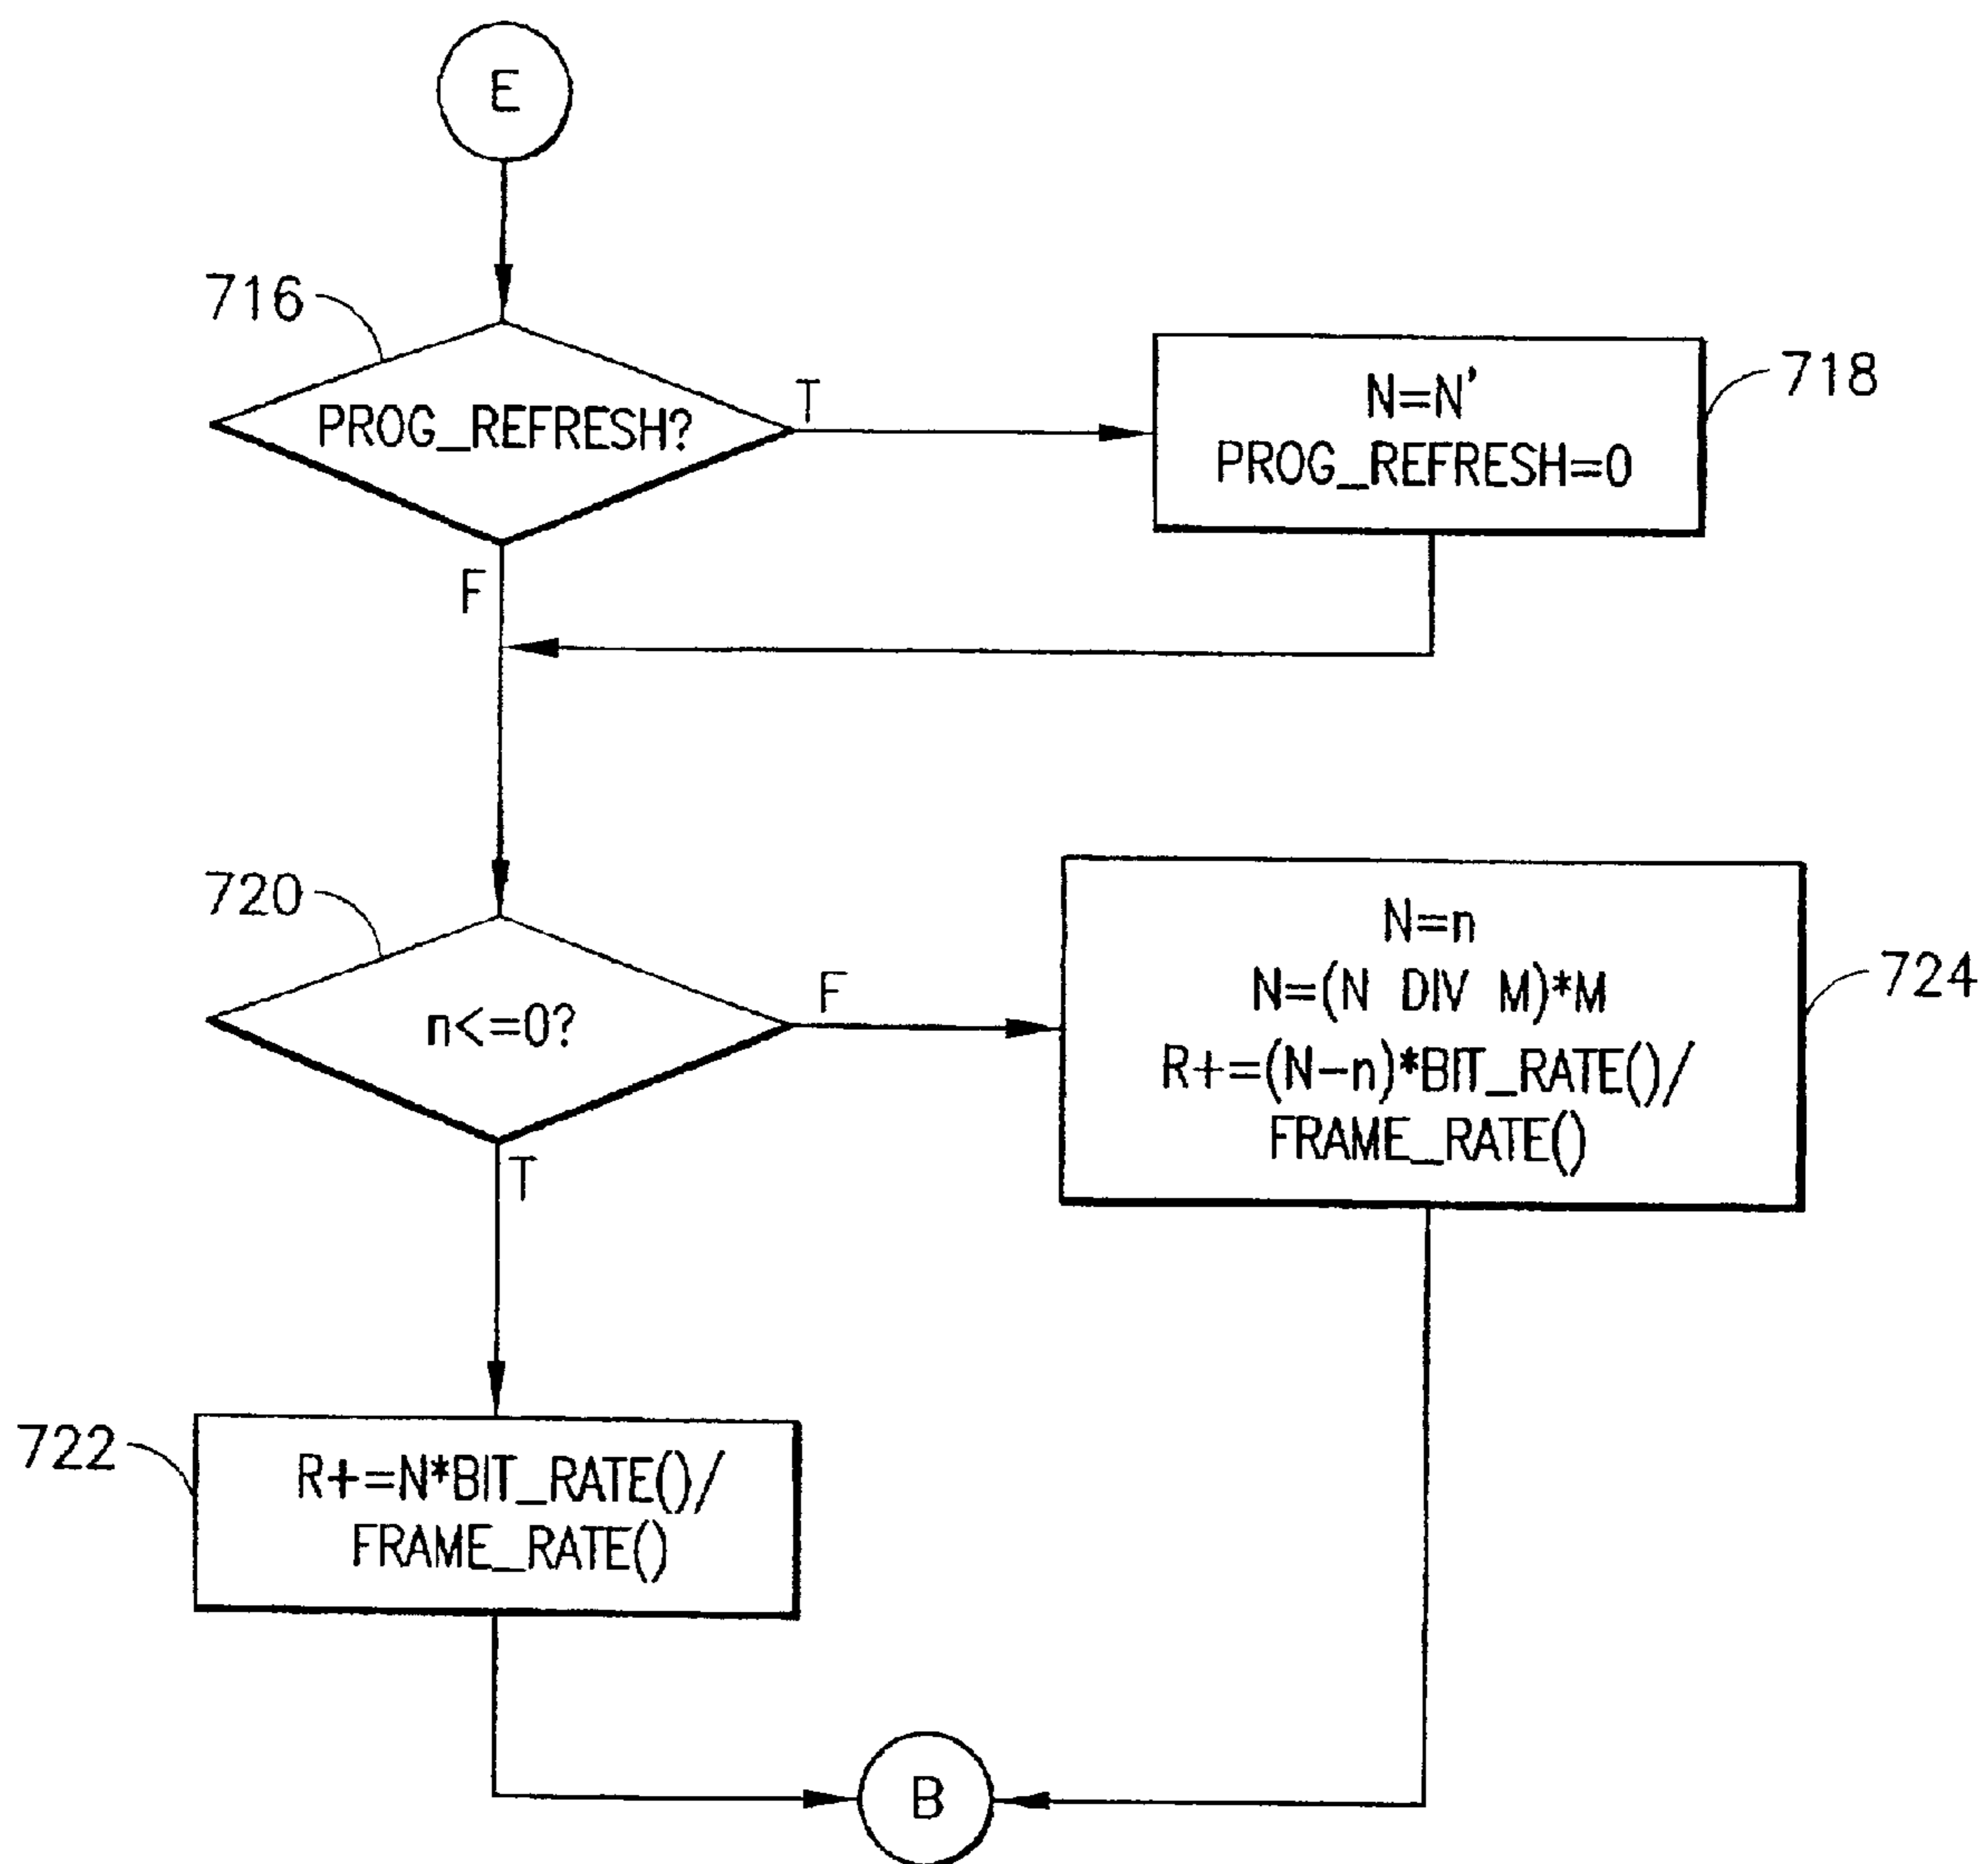 E
716
PROG_REFRESH?
T
N=N'
PROG_REFRESH=0
718
F
720
n<=0?
F
N=n
N=(N DIV M)*M
R+=(N-n)*BIT_RATE()/
FRAME_RATE()
724
T
722
R+=N*BIT_RATE()/
FRAME_RATE()
B